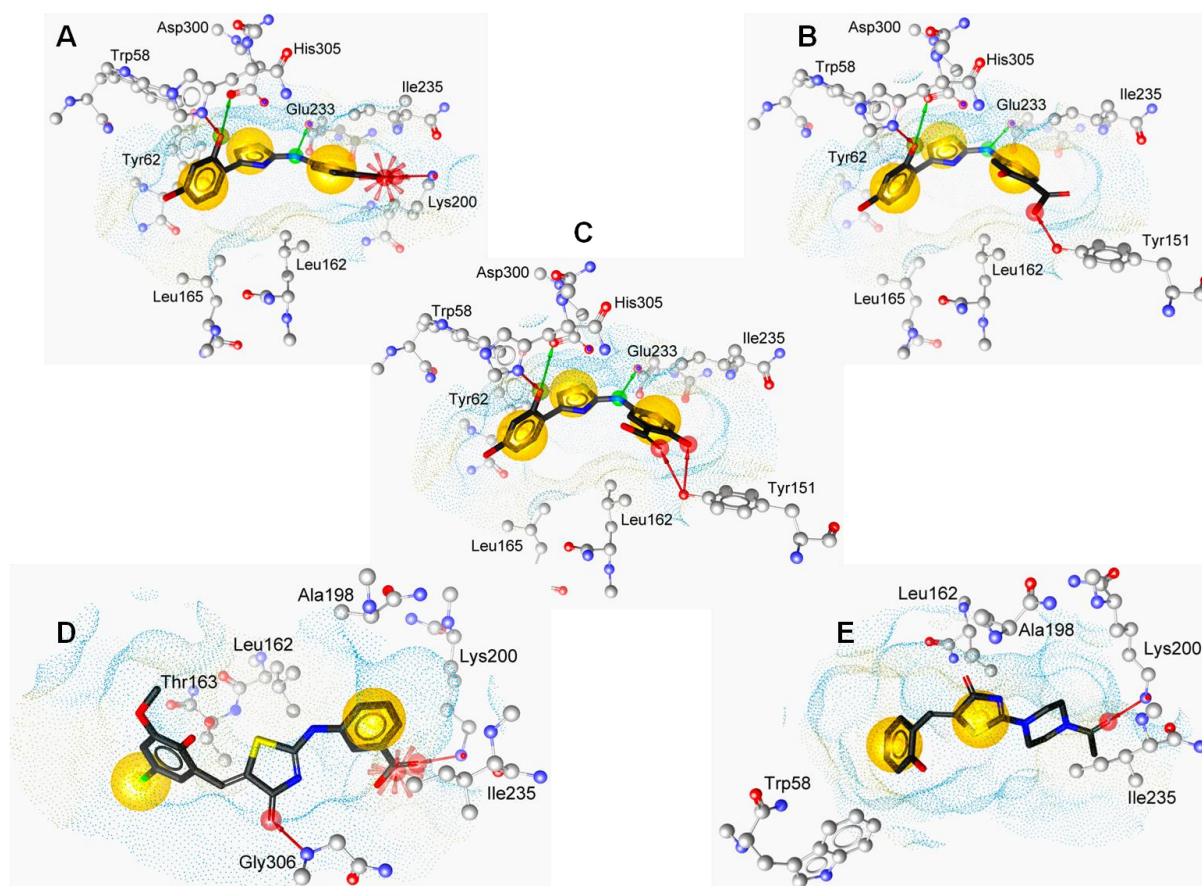 A
Asp300
Trp58
His305
Ile235
Glu233
Tyr62
Lys200
Leu162
Leu165
B
Asp300
Trp58
His305
Glu233
Ile235
Tyr62
Tyr151
Leu162
Leu165
C
Asp300
His305
Trp58
Glu233
Ile235
Tyr62
Tyr151
Leu162
Leu165
D
Ala198
Leu162
Thr163
Lys200
Ile235
Gly306
E
Leu162
Ala198
Lys200
Ile235
Trp58